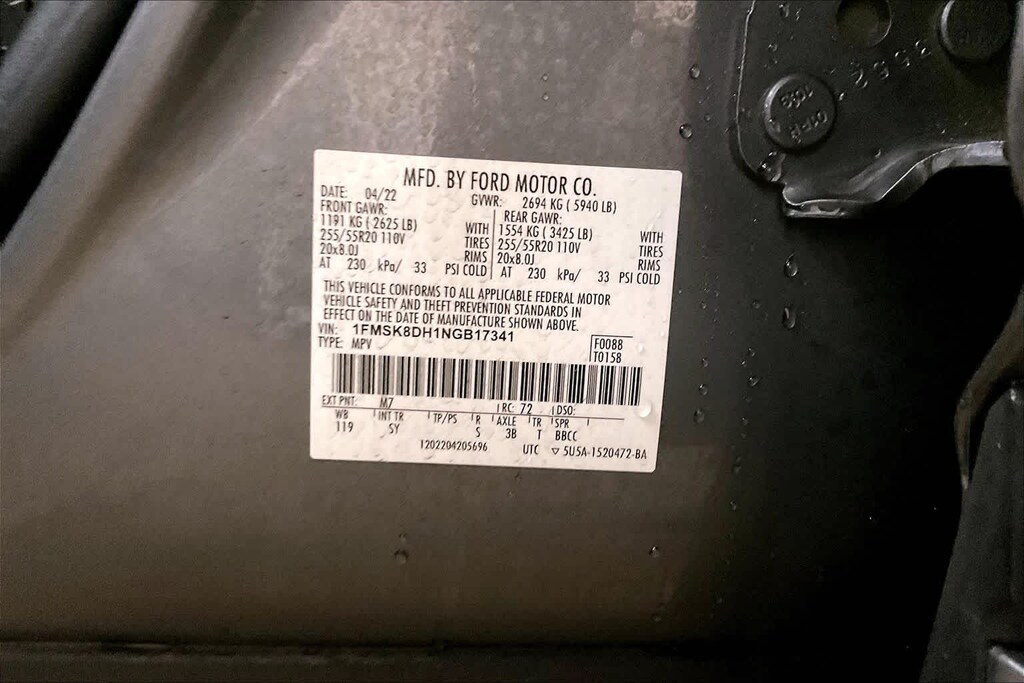 MFD. BY FORD MOTOR CO.
DATE: 04/22 GVWR: 2694 KG ( 5940 LB)
FRONT GAWR: REAR GAWR:
1191 KG ( 2625 LB) WITH 1554 KG ( 3425 LB) WITH
255/55R20 110V TIRES 255/55R20 110V TIRES
20x8.0J RIMS 20x8.0J RIMS
AT 230 kPa/ 33 PSI COLD AT 230 kPa/ 33 PSI COLD
THIS VEHICLE CONFORMS TO ALL APPLICABLE FEDERAL MOTOR
VEHICLE SAFETY AND THEFT PREVENTION STANDARDS IN
EFFECT ON THE DATE OF MANUFACTURE SHOWN ABOVE.
VIN: 1FMSK8DH1NGB17341
TYPE: MPV
F0088
T0158
EXT PNT: M7 RC: 72 DSO:
WB INT TR TP/PS R AXLE TR SPR
119 5Y S 3B T BBCC
1202204205696 UTC ▽ 5U5A-1520472-BA